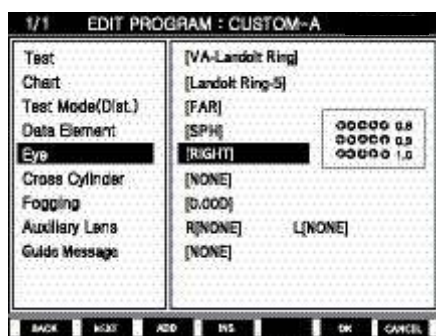 1/1 EDIT PROGRAM : CUSTOM-A
Test [VA-Landolt Ring]
Chart [Landolt Ring-5]
Test Mode(Dist.) [FAR]
Data Element [SPH]
Eye [RIGHT]
Cross Cylinder [NONE]
Fogging [0.00D]
Auxiliary Lens R[NONE] L[NONE]
Guide Message [NONE]
0.8
0.9
1.0
BACK NEXT ADD INS OK CANCEL